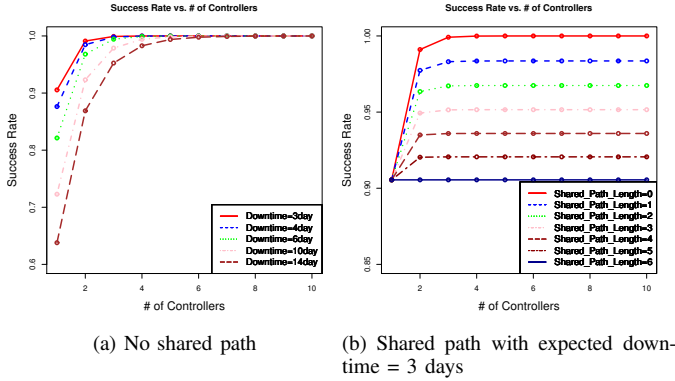 Success Rate vs. # of Controllers
Success Rate
1.0
0.9
0.8
0.7
0.6
Downtime=3day
Downtime=4day
Downtime=6day
Downtime=10day
Downtime=14day
2
4
6
8
10
# of Controllers
(a) No shared path
Success Rate vs. # of Controllers
Success Rate
1.00
0.95
0.90
0.85
Shared_Path_Length=0
Shared_Path_Length=1
Shared_Path_Length=2
Shared_Path_Length=3
Shared_Path_Length=4
Shared_Path_Length=5
Shared_Path_Length=6
2
4
6
8
10
# of Controllers
(b) Shared path with expected down-
time = 3 days